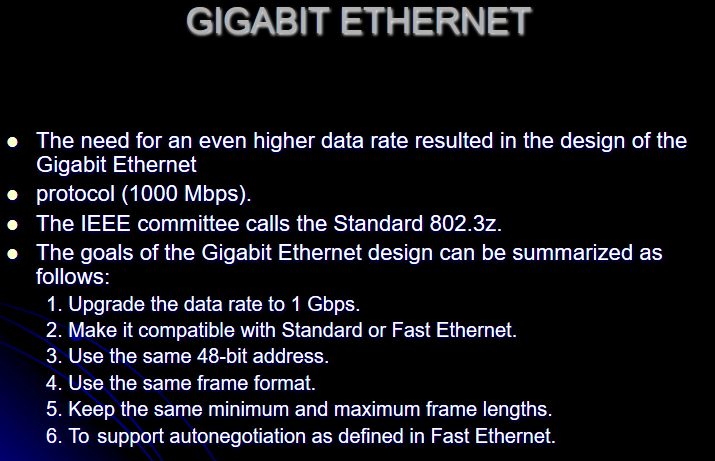 GIGABIT ETHERNET
The need for an even higher data rate resulted in the design of the
Gigabit Ethernet
protocol (1000 Mbps).
The IEEE committee calls the Standard 802.3z.
The goals of the Gigabit Ethernet design can be summarized as
follows:
1. Upgrade the data rate to 1 Gbps.
2. Make it compatible with Standard or Fast Ethernet.
3. Use the same 48-bit address.
4. Use the same frame format.
5. Keep the same minimum and maximum frame lengths.
6. To support autonegotiation as defined in Fast Ethernet.